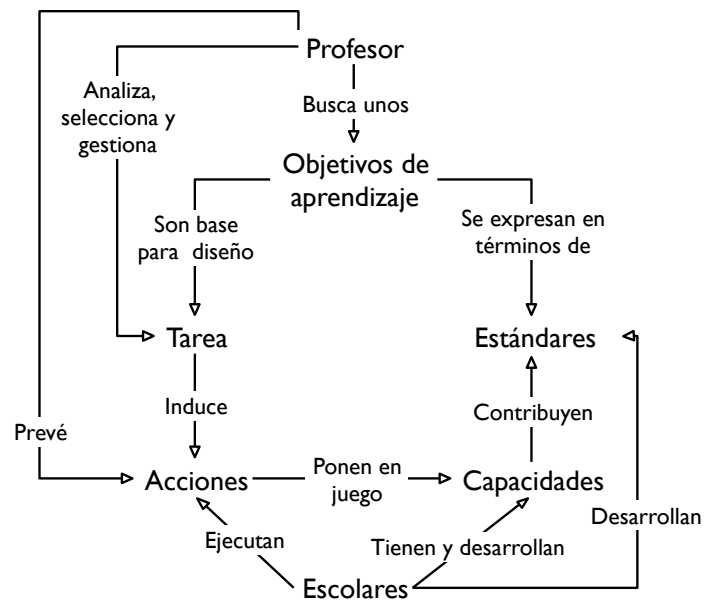 Profesor
Analiza,
selecciona y
gestiona
Busca unos
Objetivos de
aprendizaje
Son base
para diseño
Se expresan en
términos de
Tarea
Estándares
Induce
Contribuyen
Prevé
Acciones
Ponen en
juego
Capacidades
Desarrollan
Ejecutan
Tienen y desarrollan
Escolares